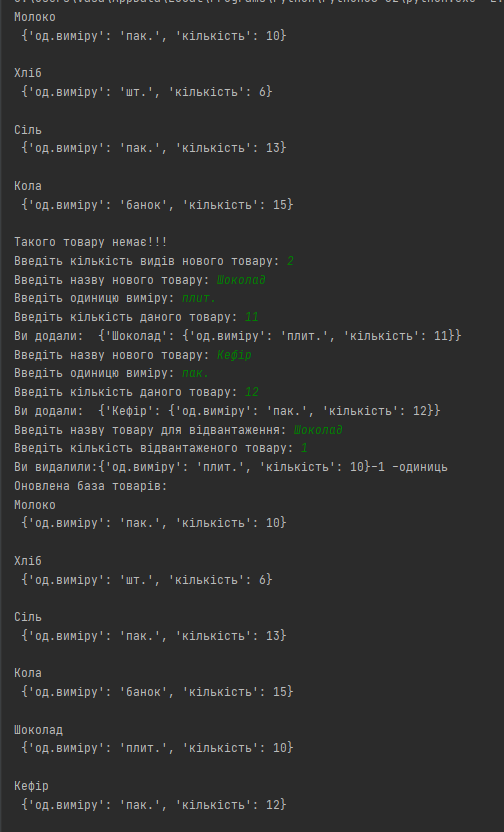 Молоко
{'од.виміру': 'пак.', 'кількість': 10}
Хліб
{'од.виміру': 'шт.', 'кількість': 6}
Сіль
{'од.виміру': 'пак.', 'кількість': 13}
Кола
{'од.виміру': 'банок', 'кількість': 15}
Такого товару немає!!!
Введіть кількість видів нового товару: 2
Введіть назву нового товару: Шоколад
Введіть одиницю виміру: плит.
Введіть кількість даного товару: 11
Ви додали:  {'Шоколад': {'од.виміру': 'плит.', 'кількість': 11}}
Введіть назву нового товару: Кефір
Введіть одиницю виміру: пак.
Введіть кількість даного товару: 12
Ви додали:  {'Кефір': {'од.виміру': 'пак.', 'кількість': 12}}
Введіть назву товару для відвантаження: Шоколад
Введіть кількість відвантаженого товару: 1
Ви видалили:{'од.виміру': 'плит.', 'кількість': 10}-1 -одиниць
Оновлена база товарів:
Молоко
{'од.виміру': 'пак.', 'кількість': 10}
Хліб
{'од.виміру': 'шт.', 'кількість': 6}
Сіль
{'од.виміру': 'пак.', 'кількість': 13}
Кола
{'од.виміру': 'банок', 'кількість': 15}
Шоколад
{'од.виміру': 'плит.', 'кількість': 10}
Кефір
{'од.виміру': 'пак.', 'кількість': 12}